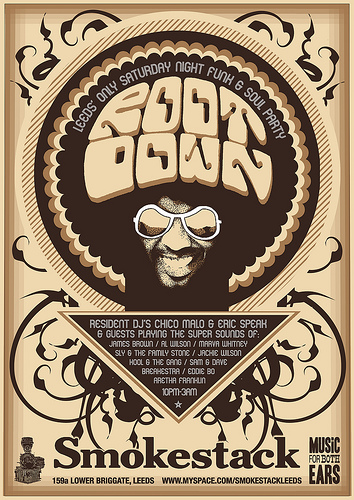 LEEDS' ONLY SATURDAY NIGHT FUNK & SOUL PARTY
ROOT
DOWN
RESIDENT DJ'S CHICO MALO & ERIC SPEAK
& GUESTS PLAYING THE SUPER SOUNDS OF:
JAMES BROWN / AL WILSON / MARVA WHITNEY
SLY & THE FAMILY STONE / JACKIE WILSON
KOOL & THE GANG / SAM & DAVE
BREAKESTRA / EDDIE BO
ARETHA FRANKLIN
10PM-3AM
Smokestack
159a LOWER BRIGGATE, LEEDS WWW.MYSPACE.COM/SMOKESTACKLEEDS
MUSIC
FOR BOTH
EARS